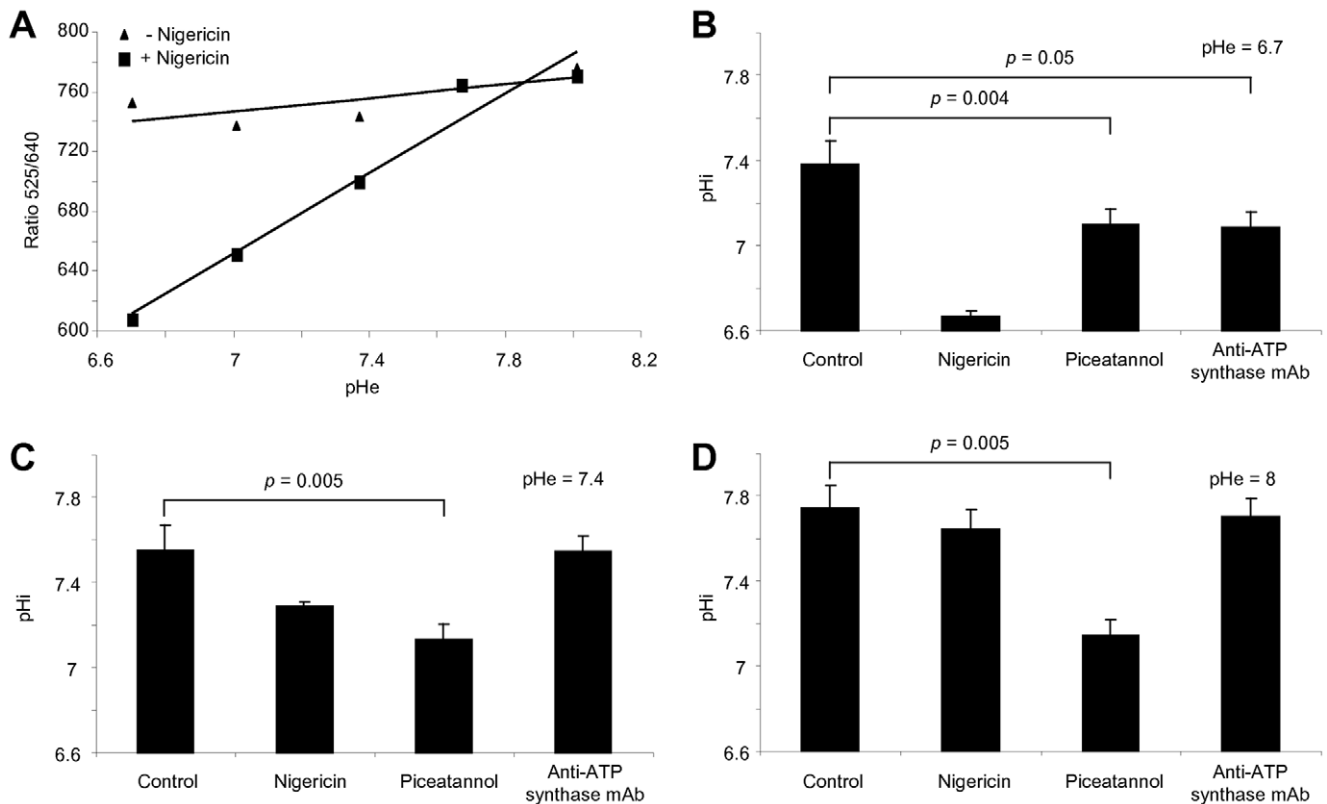 A
- Nigericin
+ Nigericin
Ratio 525/640
800
760
720
680
640
600
6.6
7
7.4
7.8
8.2
pHe
B
pHe = 6.7
p = 0.05
p = 0.004
pHi
7.8
7.4
7
6.6
Control
Nigericin
Piceatannol
Anti-ATP
synthase mAb
C
p = 0.005
pHe = 7.4
pHi
7.8
7.4
7
6.6
Control
Nigericin
Piceatannol
Anti-ATP
synthase mAb
D
p = 0.005
pHe = 8
pHi
7.8
7.4
7
6.6
Control
Nigericin
Piceatannol
Anti-ATP
synthase mAb